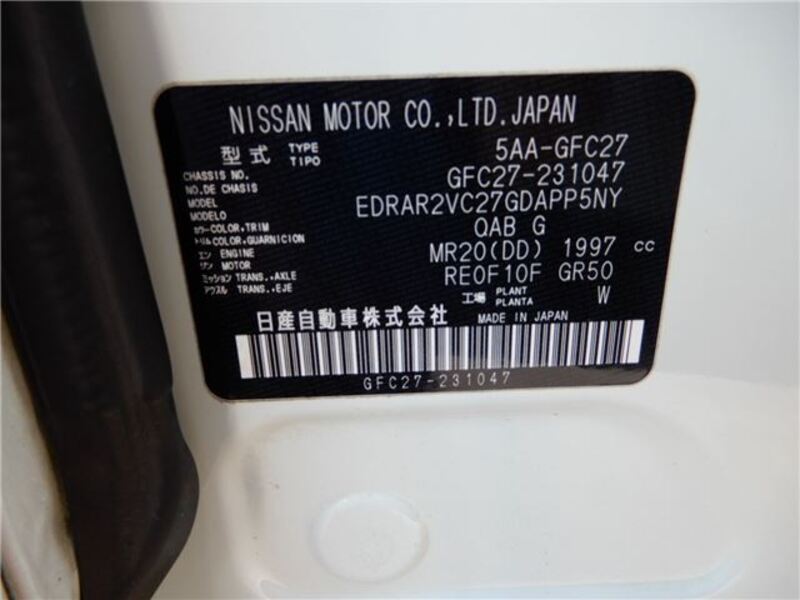 NISSAN MOTOR CO.,LTD.JAPAN
型式 TYPE TIPO 5AA-GFC27
CHASSIS NO. NO.DE CHASIS GFC27-231047
MODEL MODELO EDRAR2VC27GDAPP5NY
カラー COLOR,TRIM トリム COLOR,GUARNICION QAB G
エンジン ENGINE MOTOR MR20(DD) 1997 cc
ミッション TRANS.,AXLE アクスル TRANS.,EJE RE0F10F GR50
工場 PLANT PLANTA W
日産自動車株式会社 MADE IN JAPAN
GFC27-231047